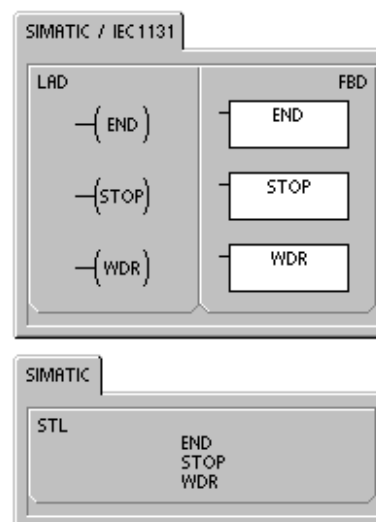 SIMATIC / IEC1131
LAD
FBD
END
END
STOP
STOP
WDR
WDR
SIMATIC
STL
END
STOP
WDR